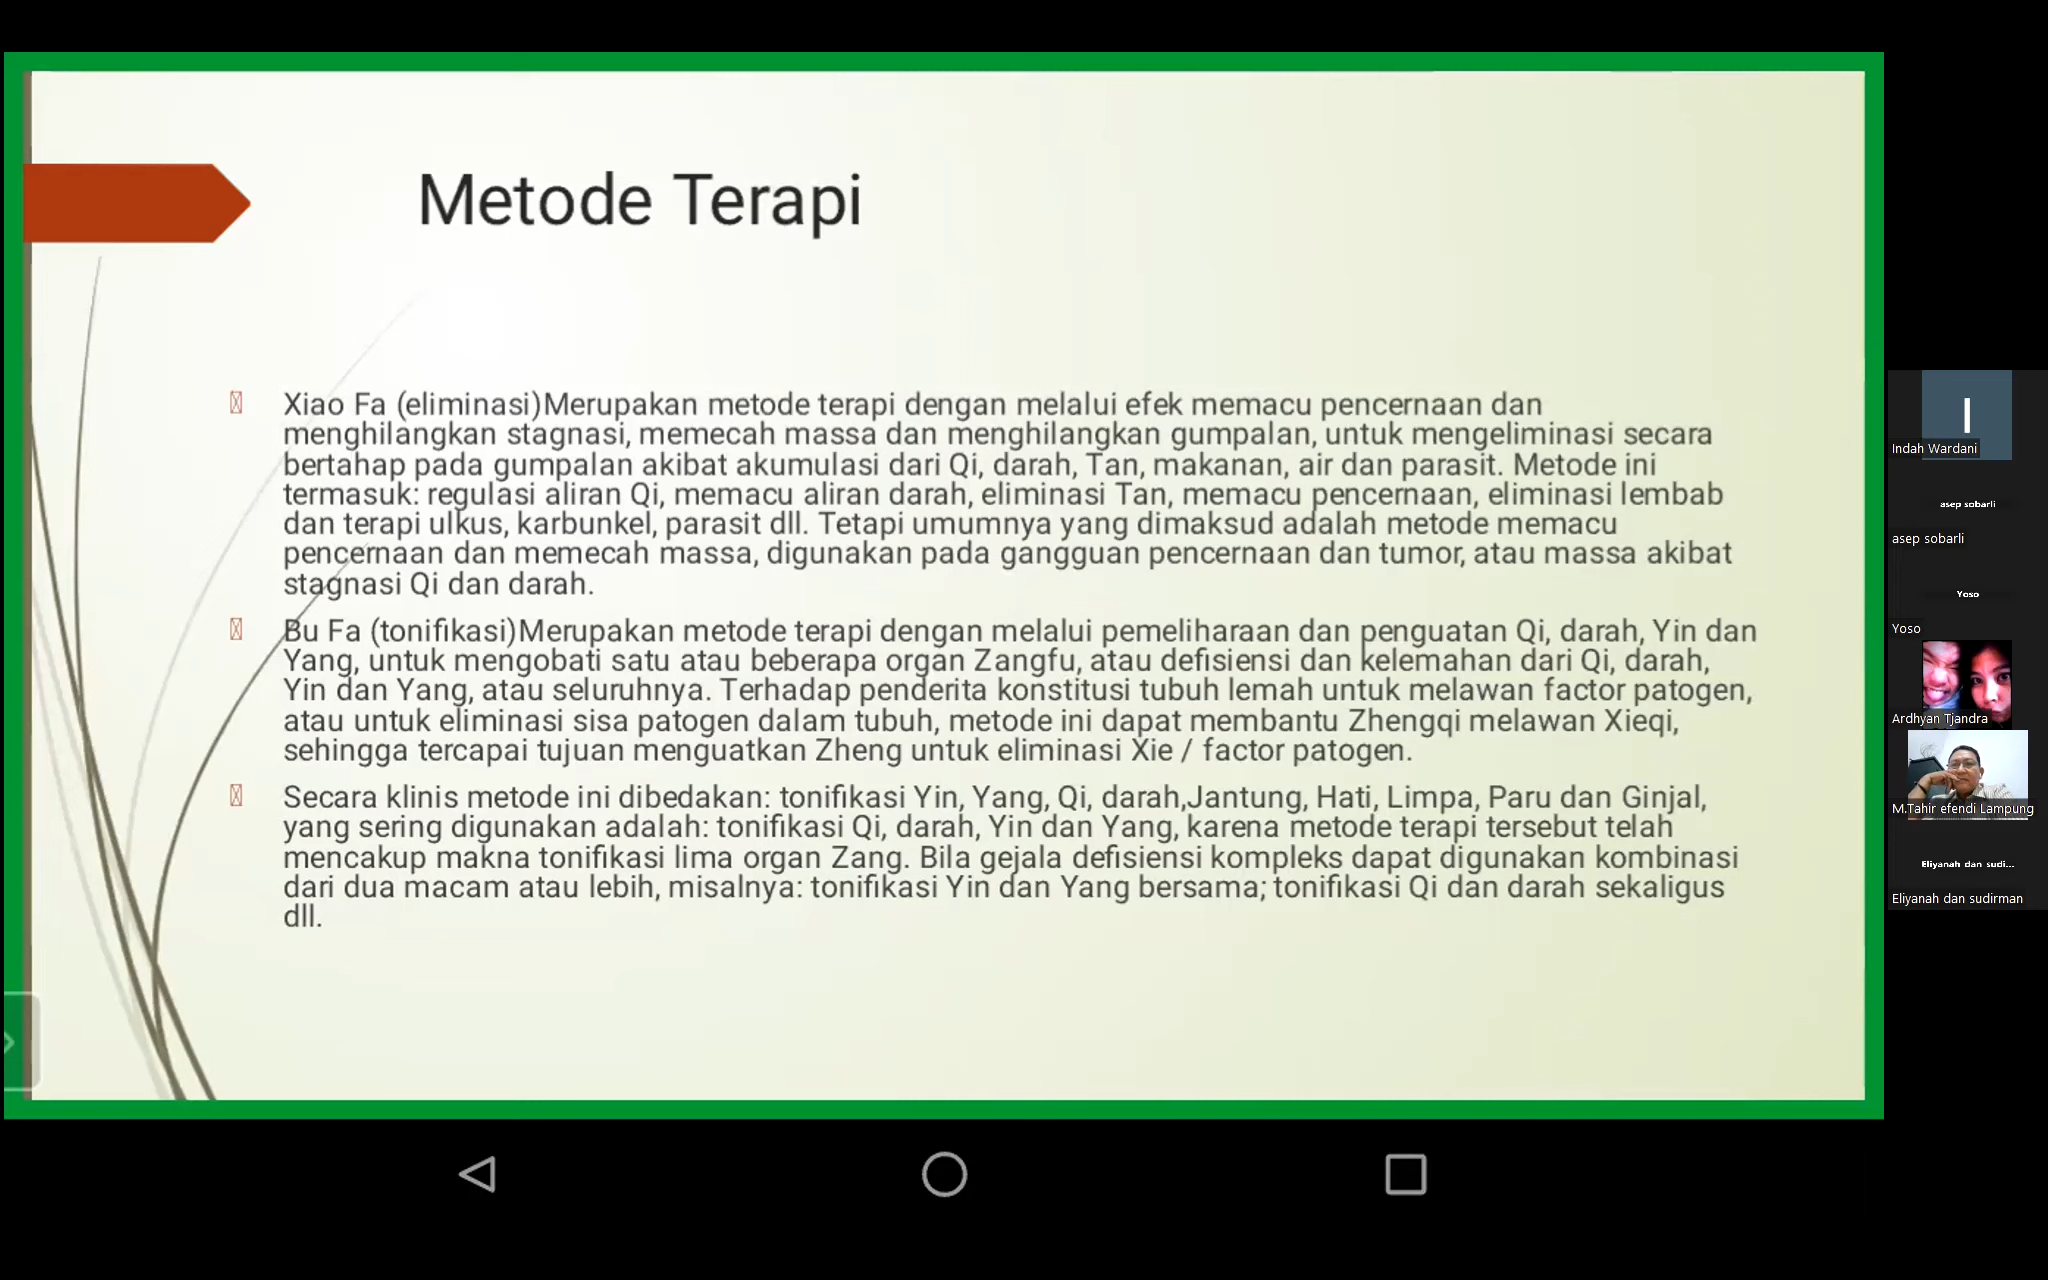 Metode Terapi
Xiao Fa (eliminasi)Merupakan metode terapi dengan melalui efek memacu pencernaan dan
menghilangkan stagnasi, memecah massa dan menghilangkan gumpalan, untuk mengeliminasi secara
bertahap pada gumpalan akibat akumulasi dari Qi, darah, Tan, makanan, air dan parasit. Metode ini
termasuk: regulasi aliran Qi, memacu aliran darah, eliminasi Tan, memacu pencernaan, eliminasi lembab
dan terapi ulkus, karbunkel, parasit dll. Tetapi umumnya yang dimaksud adalah metode memacu
pencernaan dan memecah massa, digunakan pada gangguan pencernaan dan tumor, atau massa akibat
stagnasi Qi dan darah.
Bu Fa (tonifikasi)Merupakan metode terapi dengan melalui pemeliharaan dan penguatan Qi, darah, Yin dan
Yang, untuk mengobati satu atau beberapa organ Zangfu, atau defisiensi dan kelemahan dari Qi, darah,
Yin dan Yang, atau seluruhnya. Terhadap penderita konstitusi tubuh lemah untuk melawan factor patogen,
atau untuk eliminasi sisa patogen dalam tubuh, metode ini dapat membantu Zhengqi melawan Xieqi,
sehingga tercapai tujuan menguatkan Zheng untuk eliminasi Xie / factor patogen.
Secara klinis metode ini dibedakan: tonifikasi Yin, Yang, Qi, darah,Jantung, Hati, Limpa, Paru dan Ginjal,
yang sering digunakan adalah: tonifikasi Qi, darah, Yin dan Yang, karena metode terapi tersebut telah
mencakup makna tonifikasi lima organ Zang. Bila gejala defisiensi kompleks dapat digunakan kombinasi
dari dua macam atau lebih, misalnya: tonifikasi Yin dan Yang bersama; tonifikasi Qi dan darah sekaligus
dll.
I
Indah Wardani
asep sobarli
asep sobarli
Yoso
Yoso
Ardhyan Tjandra
M.Tahir efendi Lampung
Eliyanah dan sudi...
Eliyanah dan sudirman